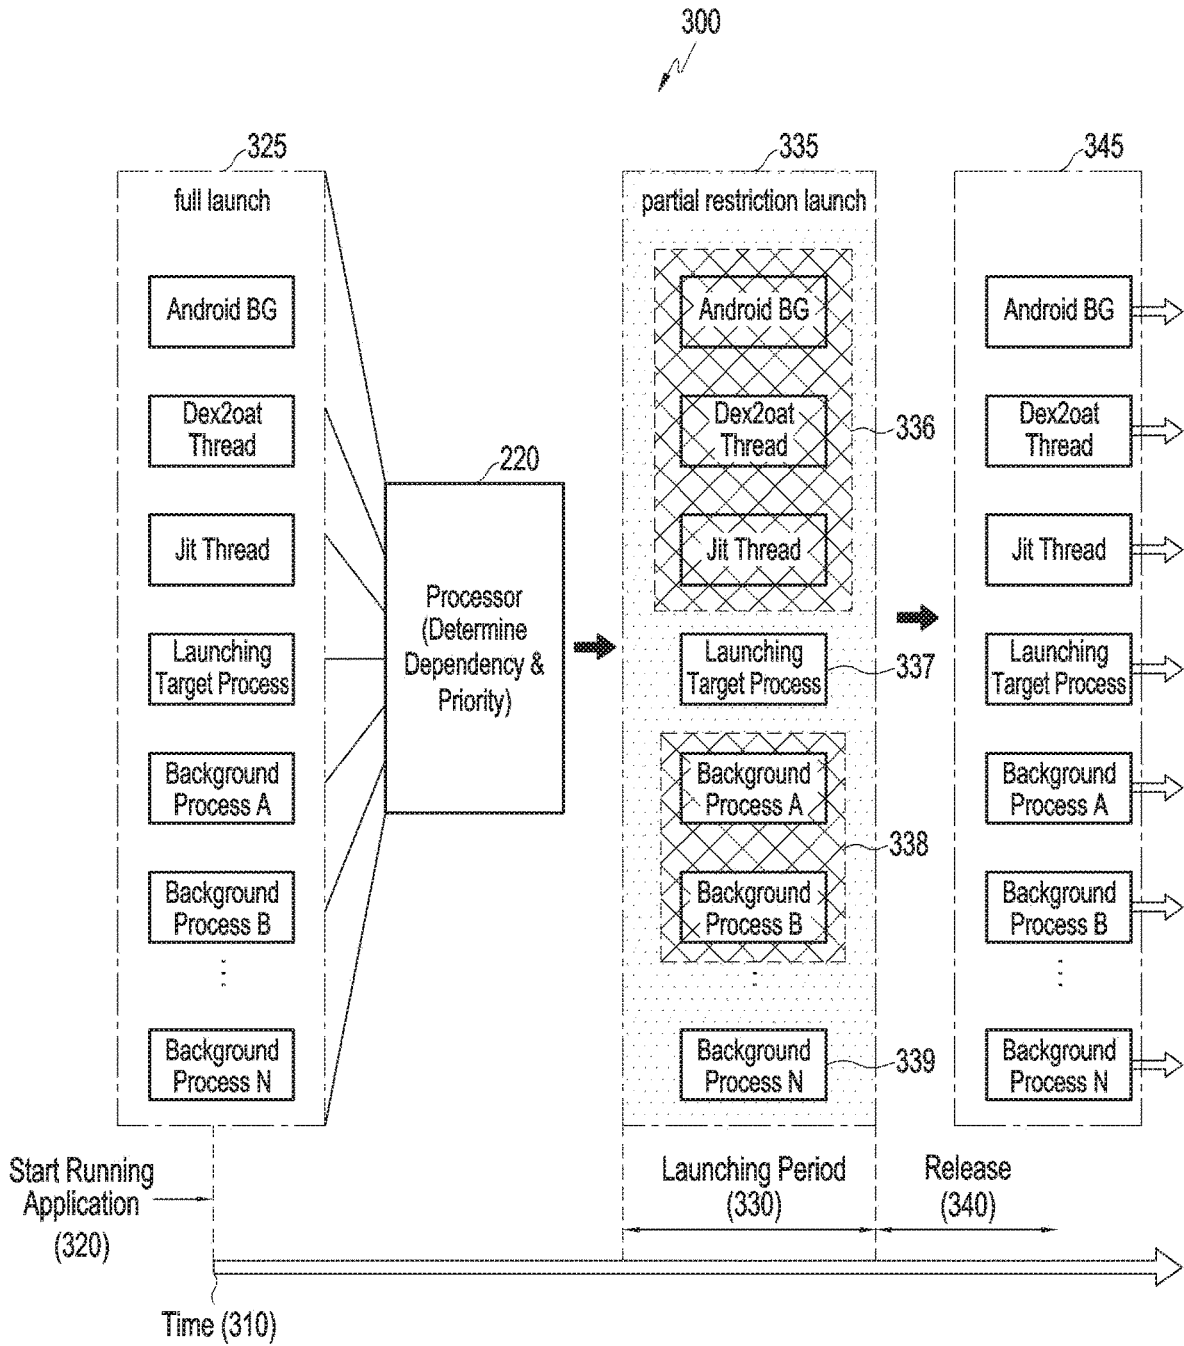 300
325
full launch
Android BG
Dex2oat
Thread
Jit Thread
Launching
Target Process
Background
Process A
Background
Process B
Background
Process N
220
Processor
(Determine
Dependency &
Priority)
335
partial restriction launch
Android BG
Dex2oat
Thread
Jit Thread
336
Launching
Target Process
337
Background
Process A
Background
Process B
338
Background
Process N
339
345
Android BG
Dex2oat
Thread
Jit Thread
Launching
Target Process
Background
Process A
Background
Process B
Background
Process N
Start Running
Application
(320)
Launching Period
(330)
Release
(340)
Time (310)